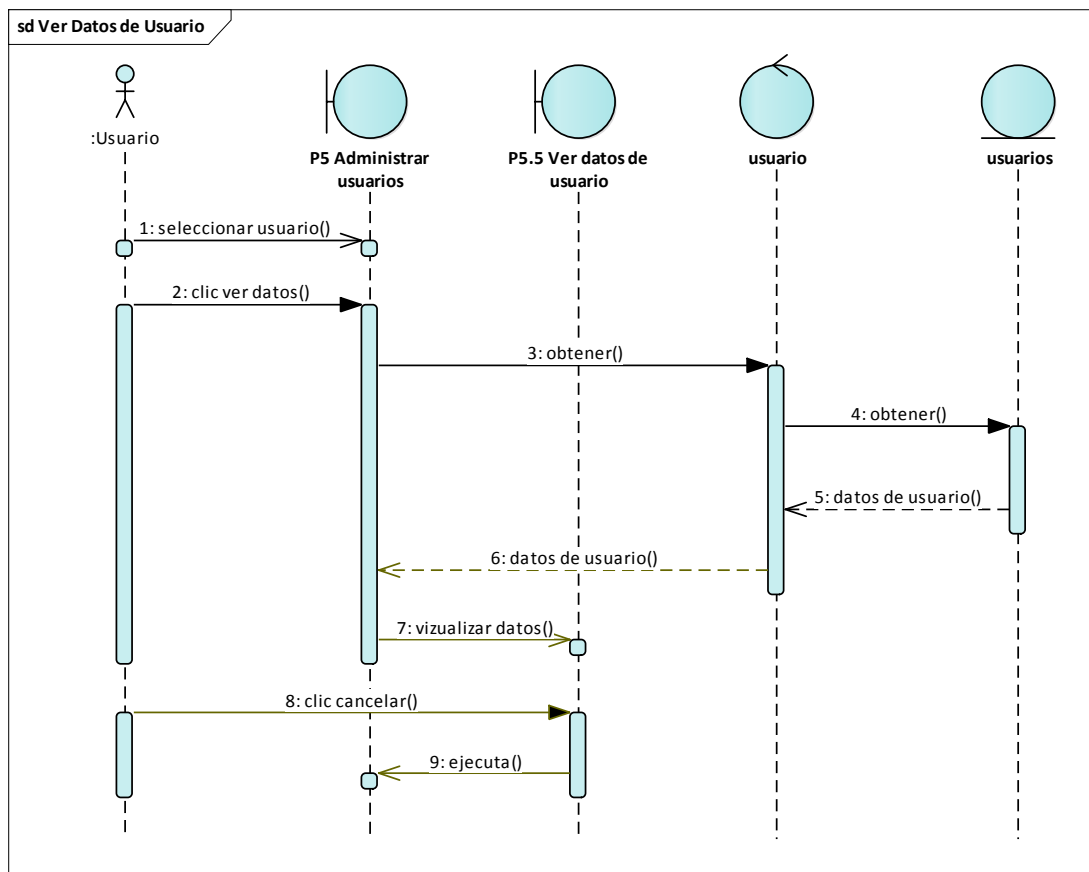 sd Ver Datos de Usuario
:Usuario
P5 Administrar
usuarios
P5.5 Ver datos de
usuario
usuario
usuarios
1: seleccionar usuario()
2: clic ver datos()
3: obtener()
4: obtener()
5: datos de usuario()
6: datos de usuario()
7: vizualizar datos()
8: clic cancelar()
9: ejecuta()